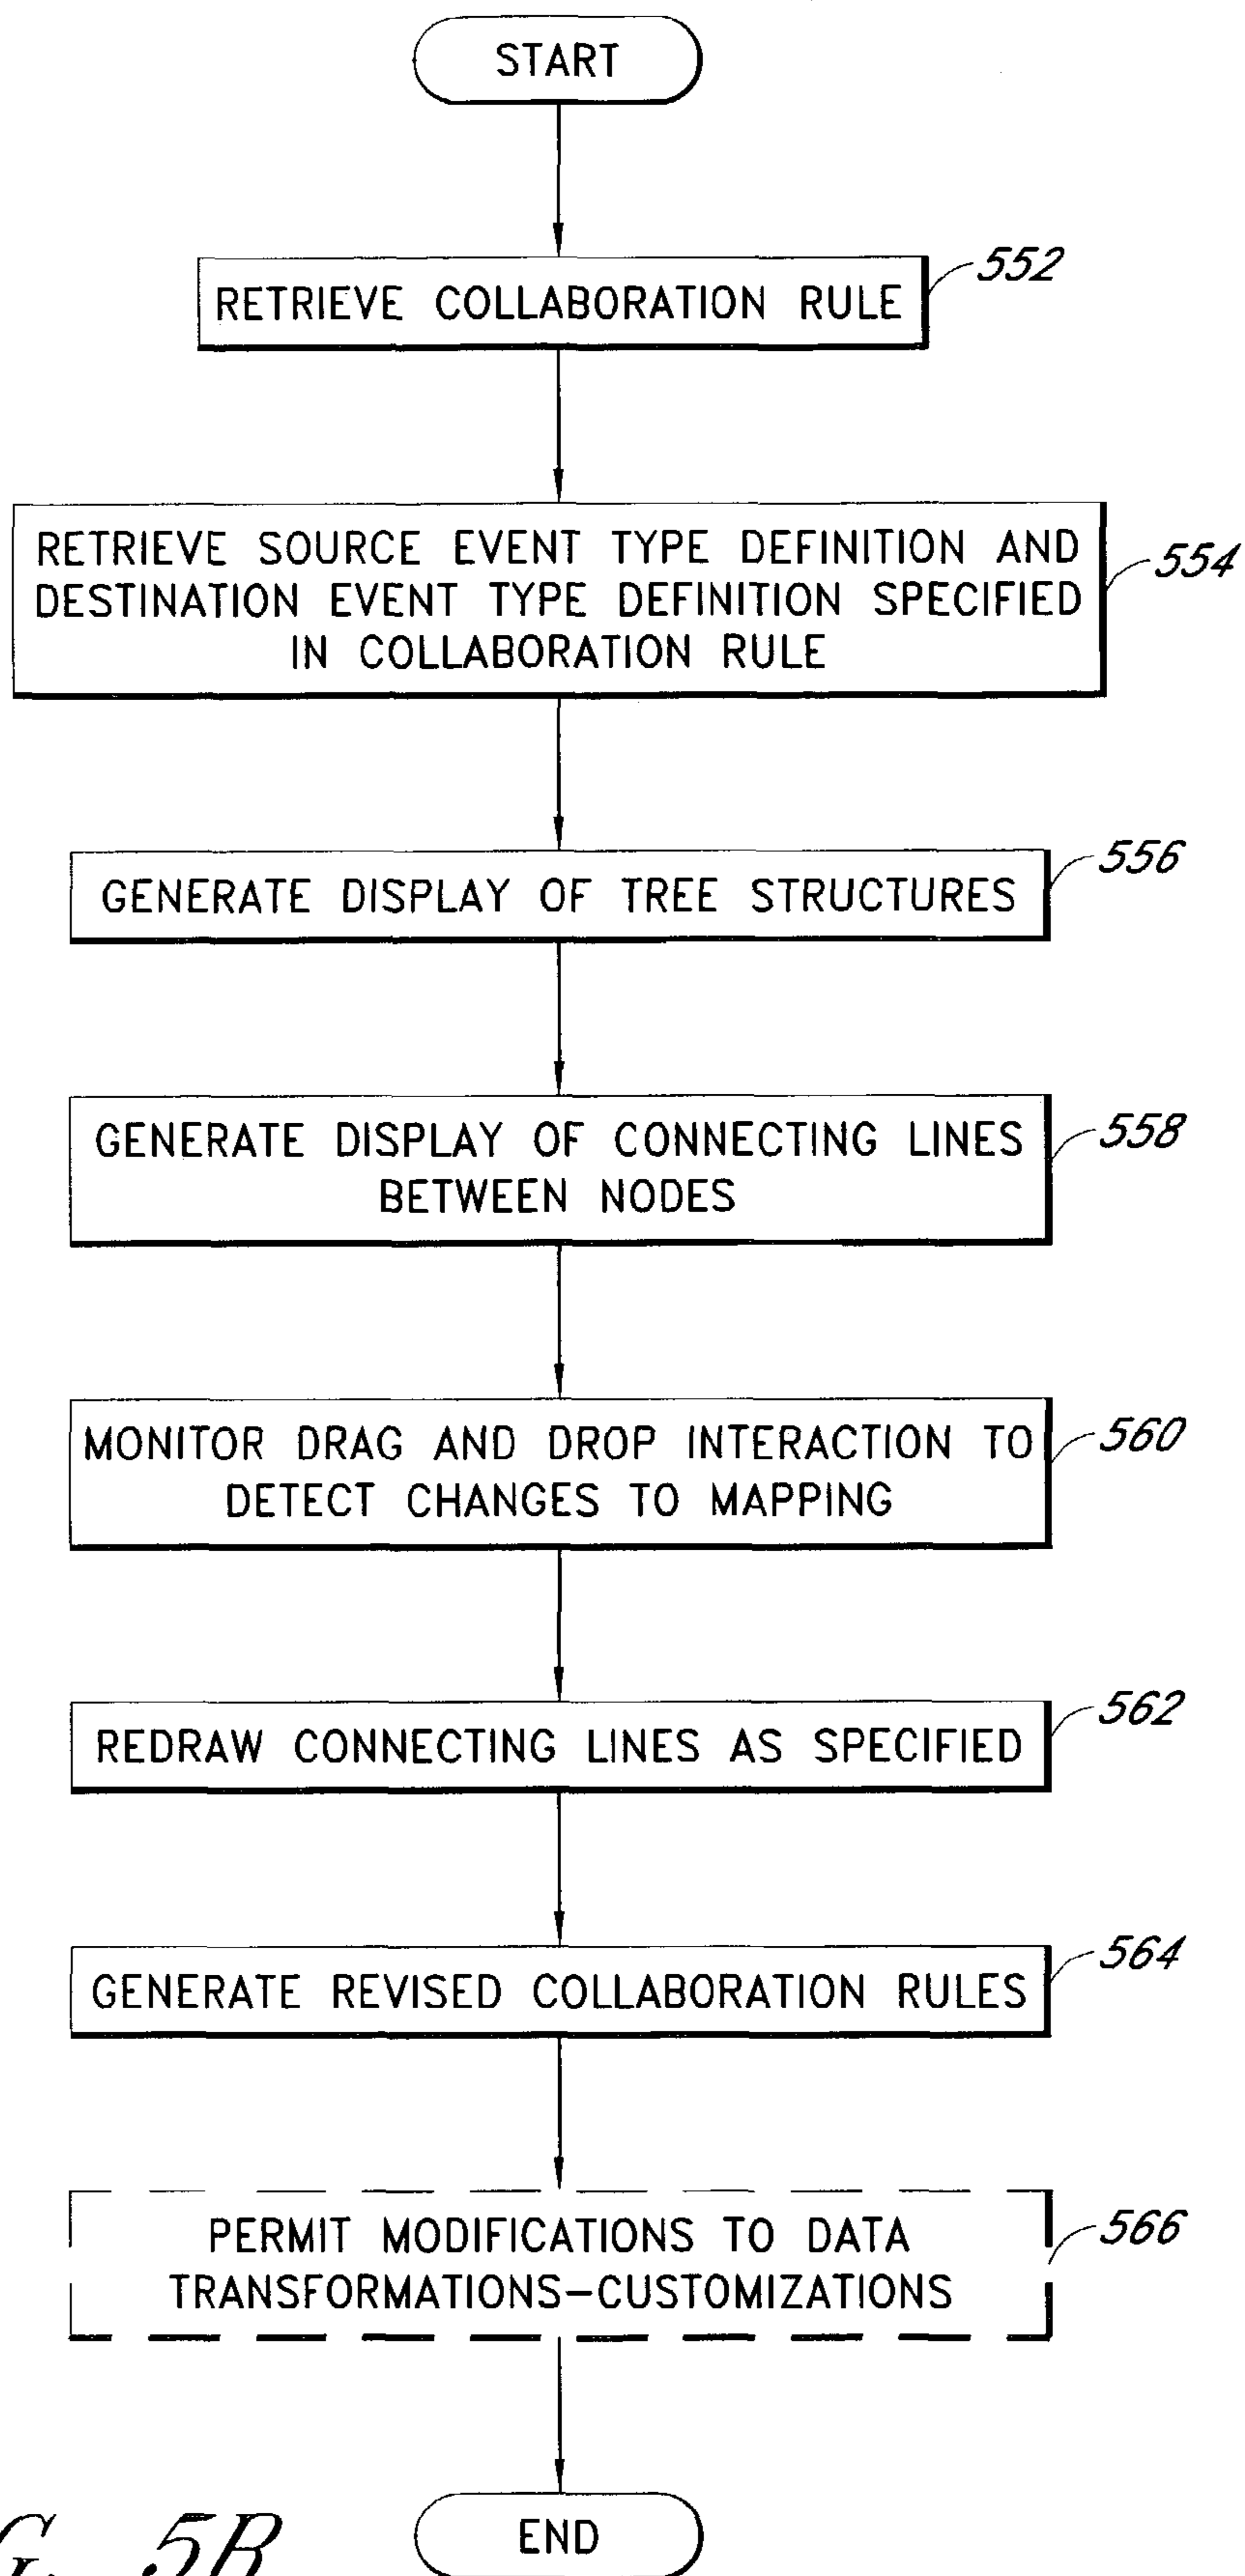 START
RETRIEVE COLLABORATION RULE
552
RETRIEVE SOURCE EVENT TYPE DEFINITION AND
DESTINATION EVENT TYPE DEFINITION SPECIFIED
IN COLLABORATION RULE
554
GENERATE DISPLAY OF TREE STRUCTURES
556
GENERATE DISPLAY OF CONNECTING LINES
BETWEEN NODES
558
MONITOR DRAG AND DROP INTERACTION TO
DETECT CHANGES TO MAPPING
560
REDRAW CONNECTING LINES AS SPECIFIED
562
GENERATE REVISED COLLABORATION RULES
564
PERMIT MODIFICATIONS TO DATA
TRANSFORMATIONS-CUSTOMIZATIONS
566
END